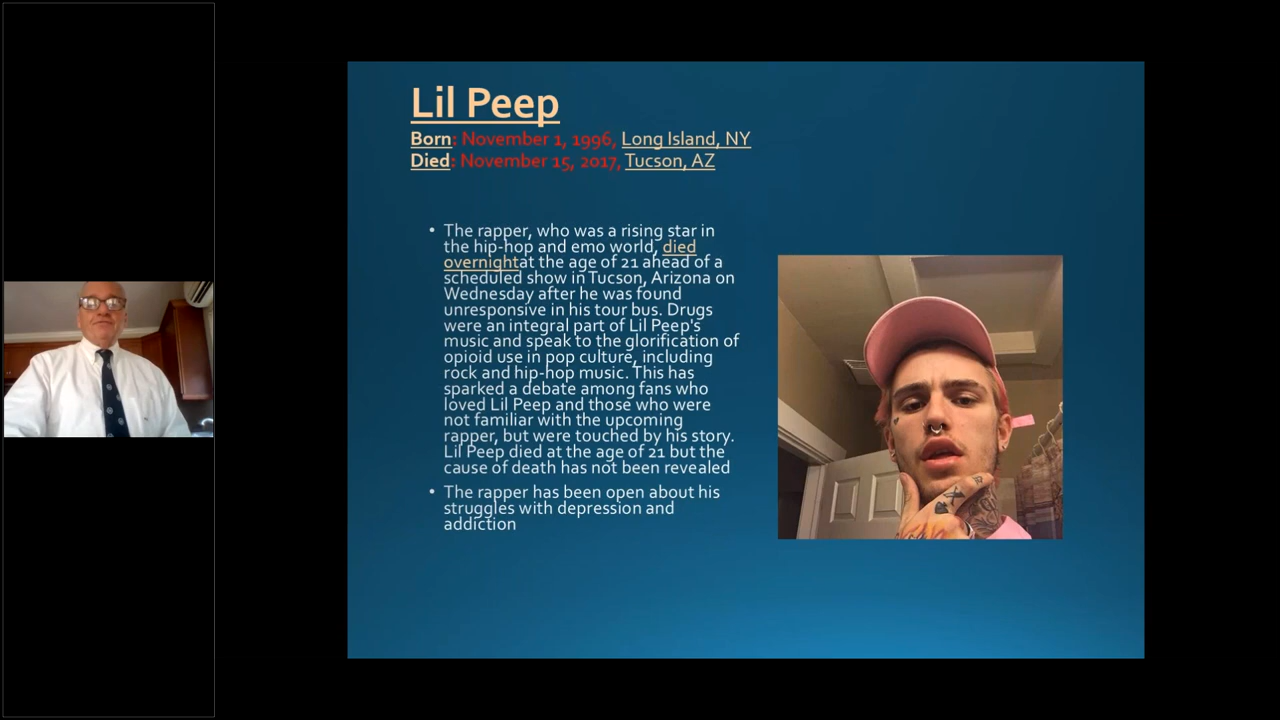 Lil Peep
Born: November 1, 1996, Long Island, NY
Died: November 15, 2017, Tucson, AZ
• The rapper, who was a rising star in
the hip-hop and emo world, died
overnightat the age of 21 ahead of a
scheduled show in Tucson, Arizona on
Wednesday after he was found
unresponsive in his tour bus. Drugs
were an integral part of Lil Peep's
music and speak to the glorification of
opioid use in pop culture, including
rock and hip-hop music. This has
sparked a debate among fans who
loved Lil Peep and those who were
not familiar with the upcoming
rapper, but were touched by his story.
Lil Peep died at the age of 21 but the
cause of death has not been revealed
• The rapper has been open about his
struggles with depression and
addiction